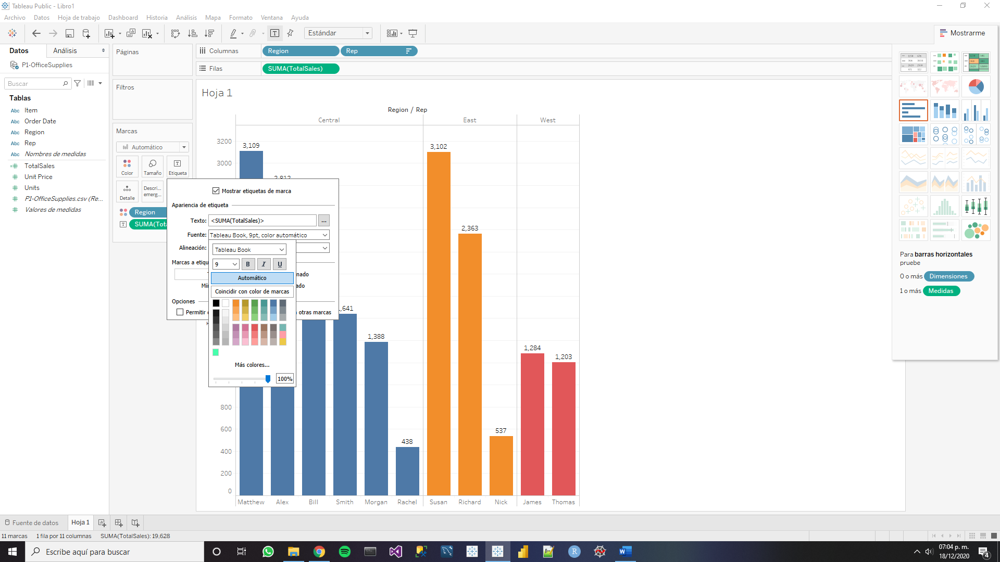 Tableau Public - Libro1
Archivo Datos Hoja de trabajo Dashboard Historia Análisis Mapa Formato Ventana Ayuda
Estándar
Mostrarme
Datos Análisis
P1-OfficeSupplies
Buscar
Tablas
Abc Item
Abc Order Date
Abc Region
Abc Rep
Abc Nombres de medidas
TotalSales
Unit Price
Units
P1-OfficeSupplies.csv (Re...
Valores de medidas
Páginas
Filtros
Marcas
Automático
Color Tamaño Etiqueta
Detalle Descri... emerg...
Region
SUMA(Tota
Columnas Region Rep
Filas SUMA(TotalSales)
Hoja 1
Region / Rep
Central East West
3200
3000
800
600
400
200
0
3,109
2,812
1,641
1,388
438
3,102
2,363
537
1,284
1,203
Matthew Alex Bill Smith Morgan Rachel Susan Richard Nick James Thomas
Mostrar etiquetas de marca
Apariencia de etiqueta
Texto: <SUMA(TotalSales)> ...
Fuente: Tableau Book, 9pt, color automático
Alineación:
Tableau Book
9 B I U
Marcas a etiqu
nado
ado
Automático
Coincidir con color de marcas
Opciones
Permitir
otras marcas
Más colores...
100%
Para barras horizontales
pruebe
0 o más Dimensiones
1 o más Medidas
Fuente de datos Hoja 1
11 marcas 1 fila por 11 columnas SUMA(TotalSales): 19,628
Escribe aquí para buscar
07:04 p. m.
18/12/2020
4